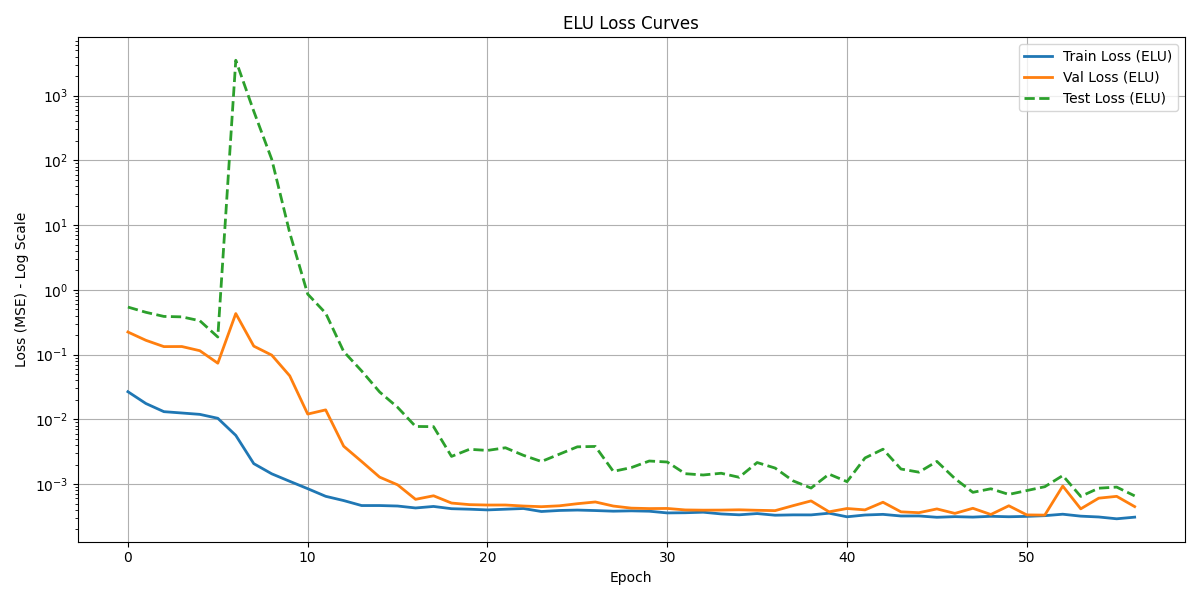 ELU Loss Curves
Train Loss (ELU)
Val Loss (ELU)
Test Loss (ELU)
Loss (MSE) - Log Scale
10³
10²
10¹
10⁰
10⁻¹
10⁻²
10⁻³
0 10 20 30 40 50
Epoch